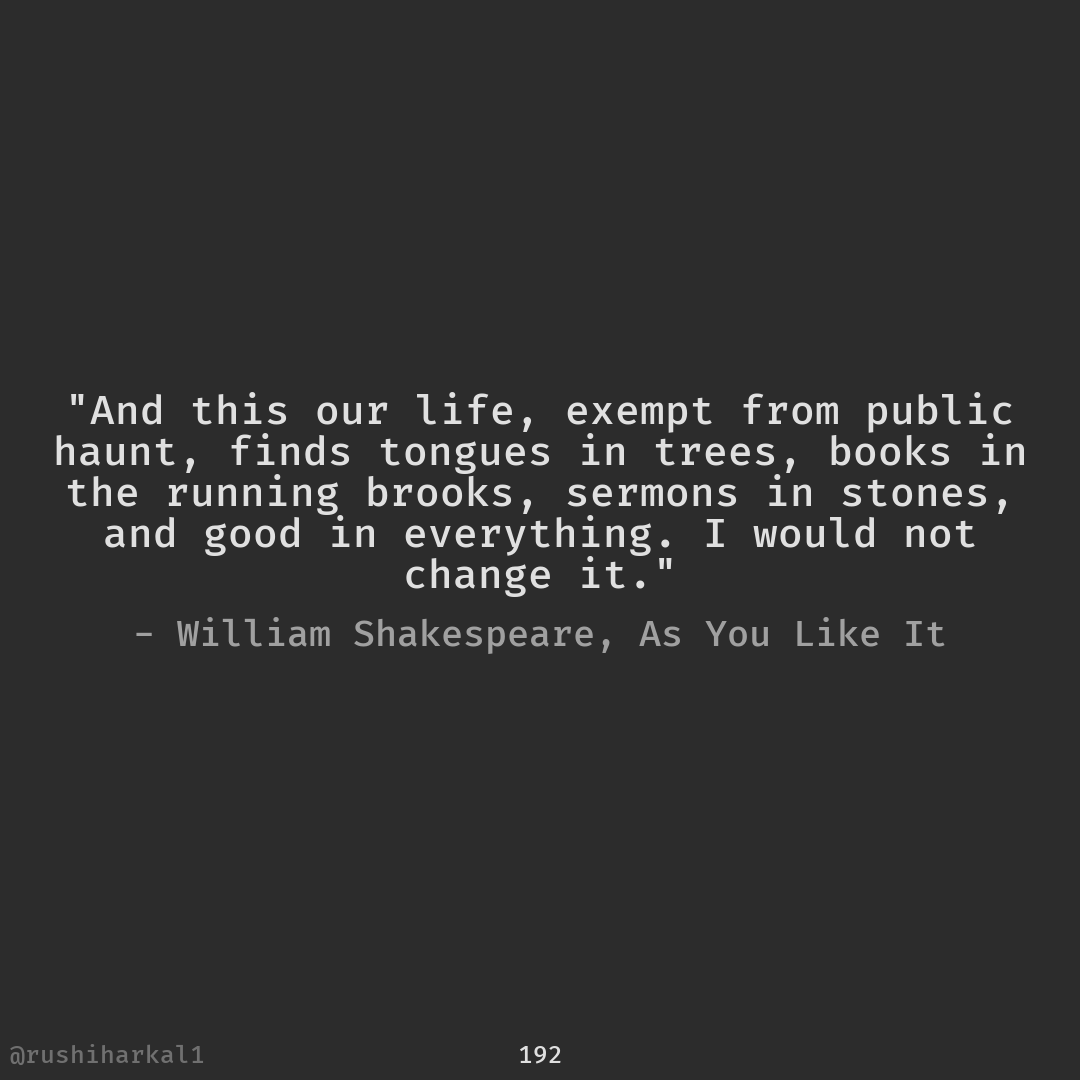 "And this our life, exempt from public
haunt, finds tongues in trees, books in
the running brooks, sermons in stones,
and good in everything. I would not
change it."
– William Shakespeare, As You Like It
@rushiharkal1
192